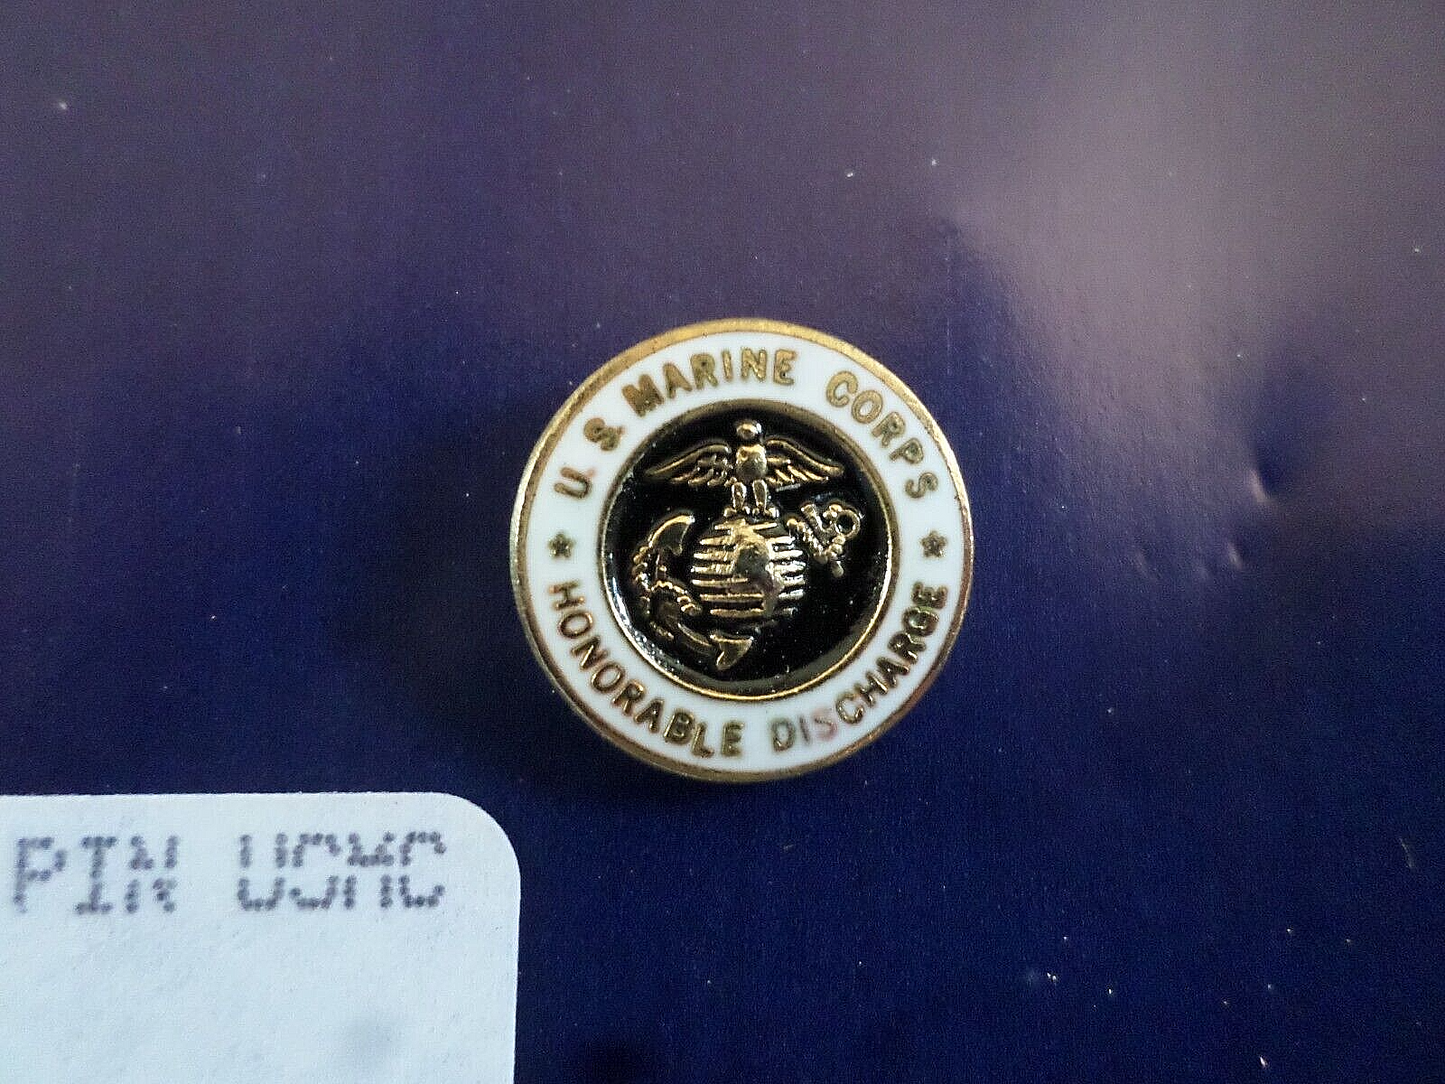 U.S. MARINE CORPS
★ HONORABLE DISCHARGE ★
PIN USMC